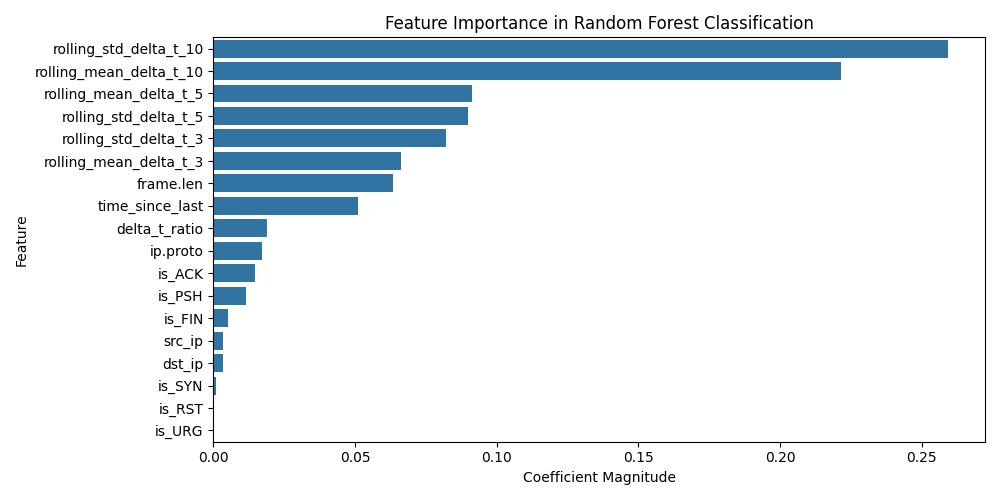 Feature Importance in Random Forest Classification
Feature
rolling_std_delta_t_10
rolling_mean_delta_t_10
rolling_mean_delta_t_5
rolling_std_delta_t_5
rolling_std_delta_t_3
rolling_mean_delta_t_3
frame.len
time_since_last
delta_t_ratio
ip.proto
is_ACK
is_PSH
is_FIN
src_ip
dst_ip
is_SYN
is_RST
is_URG
0.00 0.05 0.10 0.15 0.20 0.25
Coefficient Magnitude